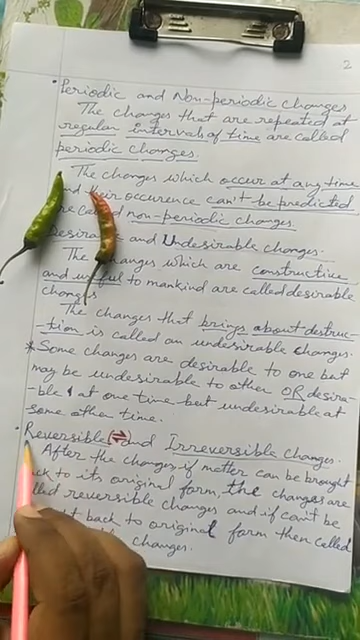 2
• Periodic and Non-periodic Changes
The changes that are repeated at
regular intervals of time are called
periodic changes.
The changes which occur at any time
and their occurence can't be predicted
are called non-periodic changes.
Desirable and Undesirable changes.
The changes which are constructive
and useful to mankind are called desirable
changes.
The changes that brings about destruc-
-tion is called an undesirable changes.
* Some changes are desirable to one but
may be undesirable to other OR desira-
-ble at one time but undesirable at
some other time.
• Reversible (⇌) and Irreversible Changes.
After the changes, if matter can be brought
back to its original form, the changes are
called reversible changes and if can't be
back to original form then called
changes.